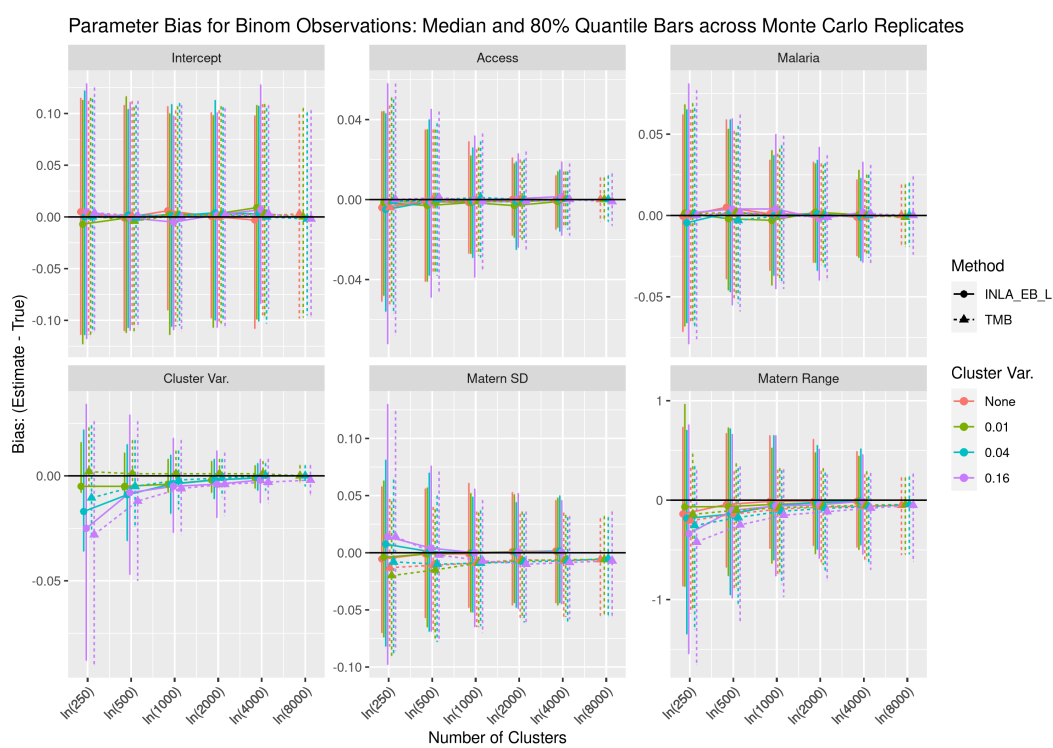 Parameter Bias for Binom Observations: Median and 80% Quantile Bars across Monte Carlo Replicates
Intercept
Access
Malaria
0.10
0.05
0.00
-0.05
-0.10
0.04
0.00
-0.04
0.05
0.00
-0.05
Bias: (Estimate - True)
Cluster Var.
Matern SD
Matern Range
0.00
-0.05
0.10
0.05
0.00
-0.05
-0.10
1
0
-1
ln(250)
ln(500)
ln(1000)
ln(2000)
ln(4000)
ln(8000)
ln(250)
ln(500)
ln(1000)
ln(2000)
ln(4000)
ln(8000)
ln(250)
ln(500)
ln(1000)
ln(2000)
ln(4000)
ln(8000)
Number of Clusters
Method
INLA_EB_L
TMB
Cluster Var.
None
0.01
0.04
0.16